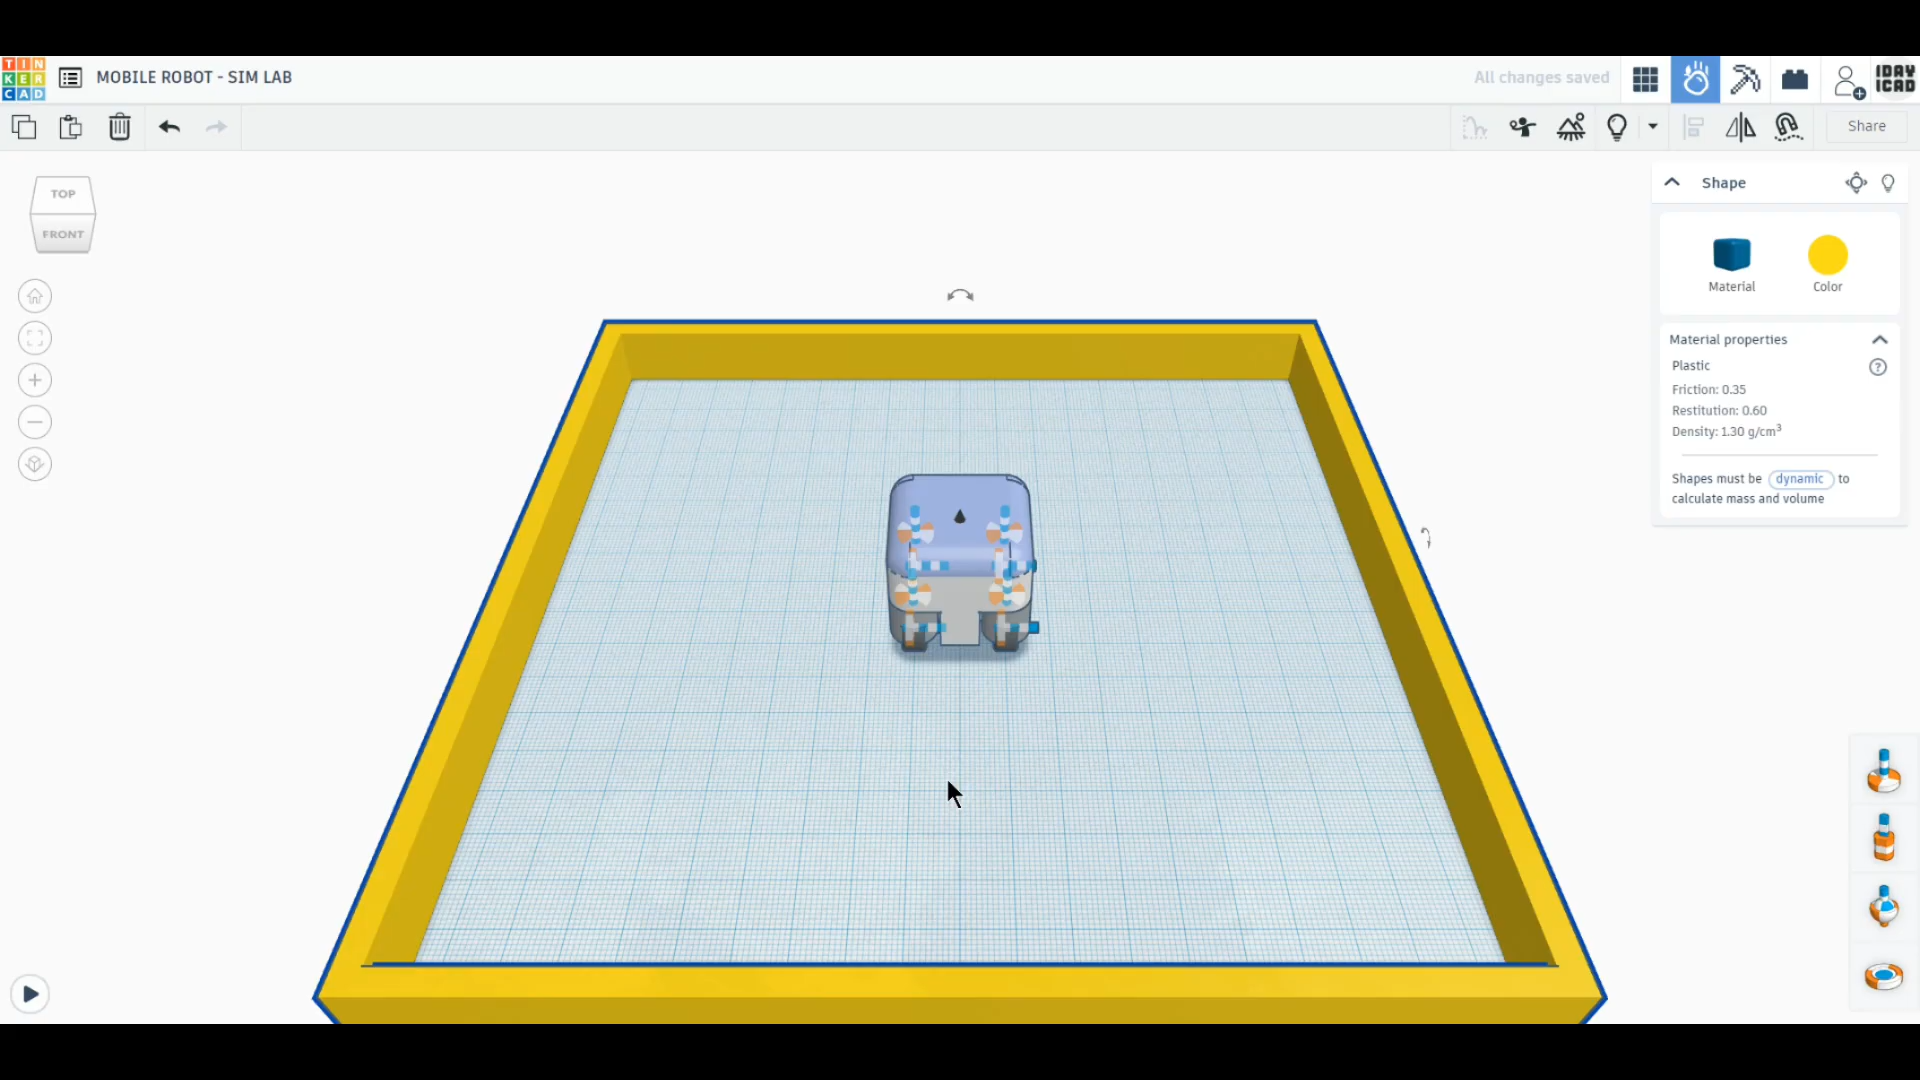 TIN
KER
CAD
MOBILE ROBOT - SIM LAB
All changes saved
1DAY
1CAD
Share
TOP
FRONT
Shape
Material
Color
Material properties
Plastic
?
Friction: 0.35
Restitution: 0.60
Density: 1.30 g/cm³
Shapes must be dynamic to
calculate mass and volume